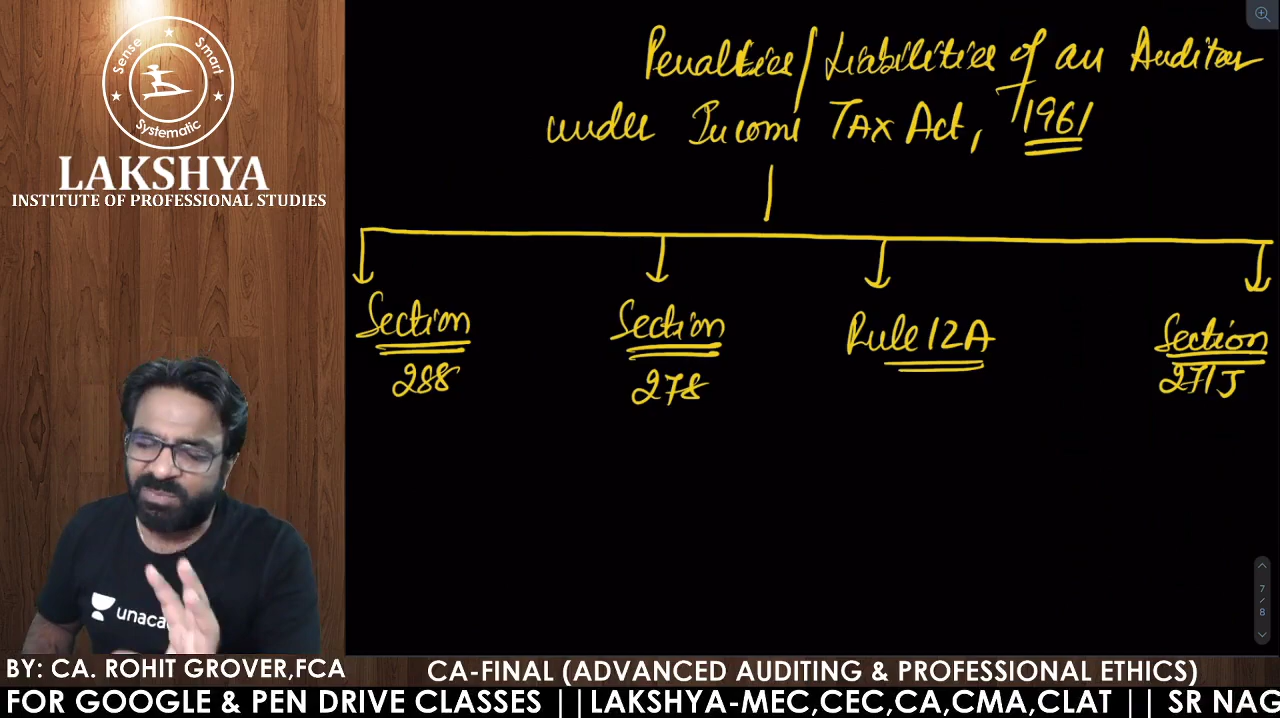 Sense
Smart
Systematic
LAKSHYA
INSTITUTE OF PROFESSIONAL STUDIES
Penalties/Liabilities of an Auditor
under Income TAX Act, 1961
Section
288
Section
278
Rule 12A
Section
271J
7
/
8
unaca
BY: CA. ROHIT GROVER,FCA
CA-FINAL (ADVANCED AUDITING & PROFESSIONAL ETHICS)
FOR GOOGLE & PEN DRIVE CLASSES ||LAKSHYA-MEC,CEC,CA,CMA,CLAT || SR NAG